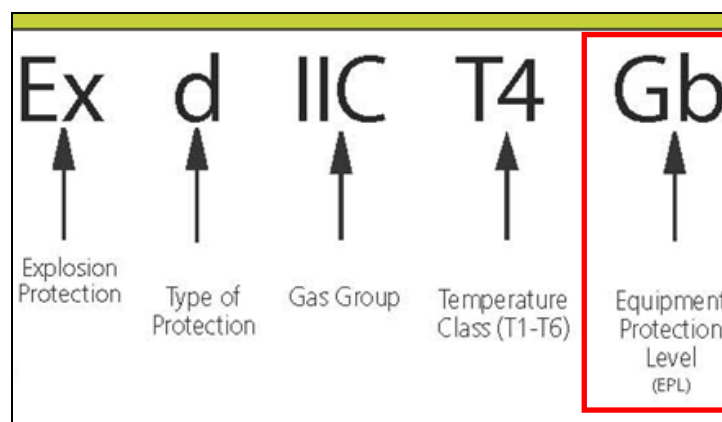 Ex d IIC T4 Gb
Explosion
Protection
Type of
Protection
Gas Group
Temperature
Class (T1-T6)
Equipment
Protection
Level
(EPL)